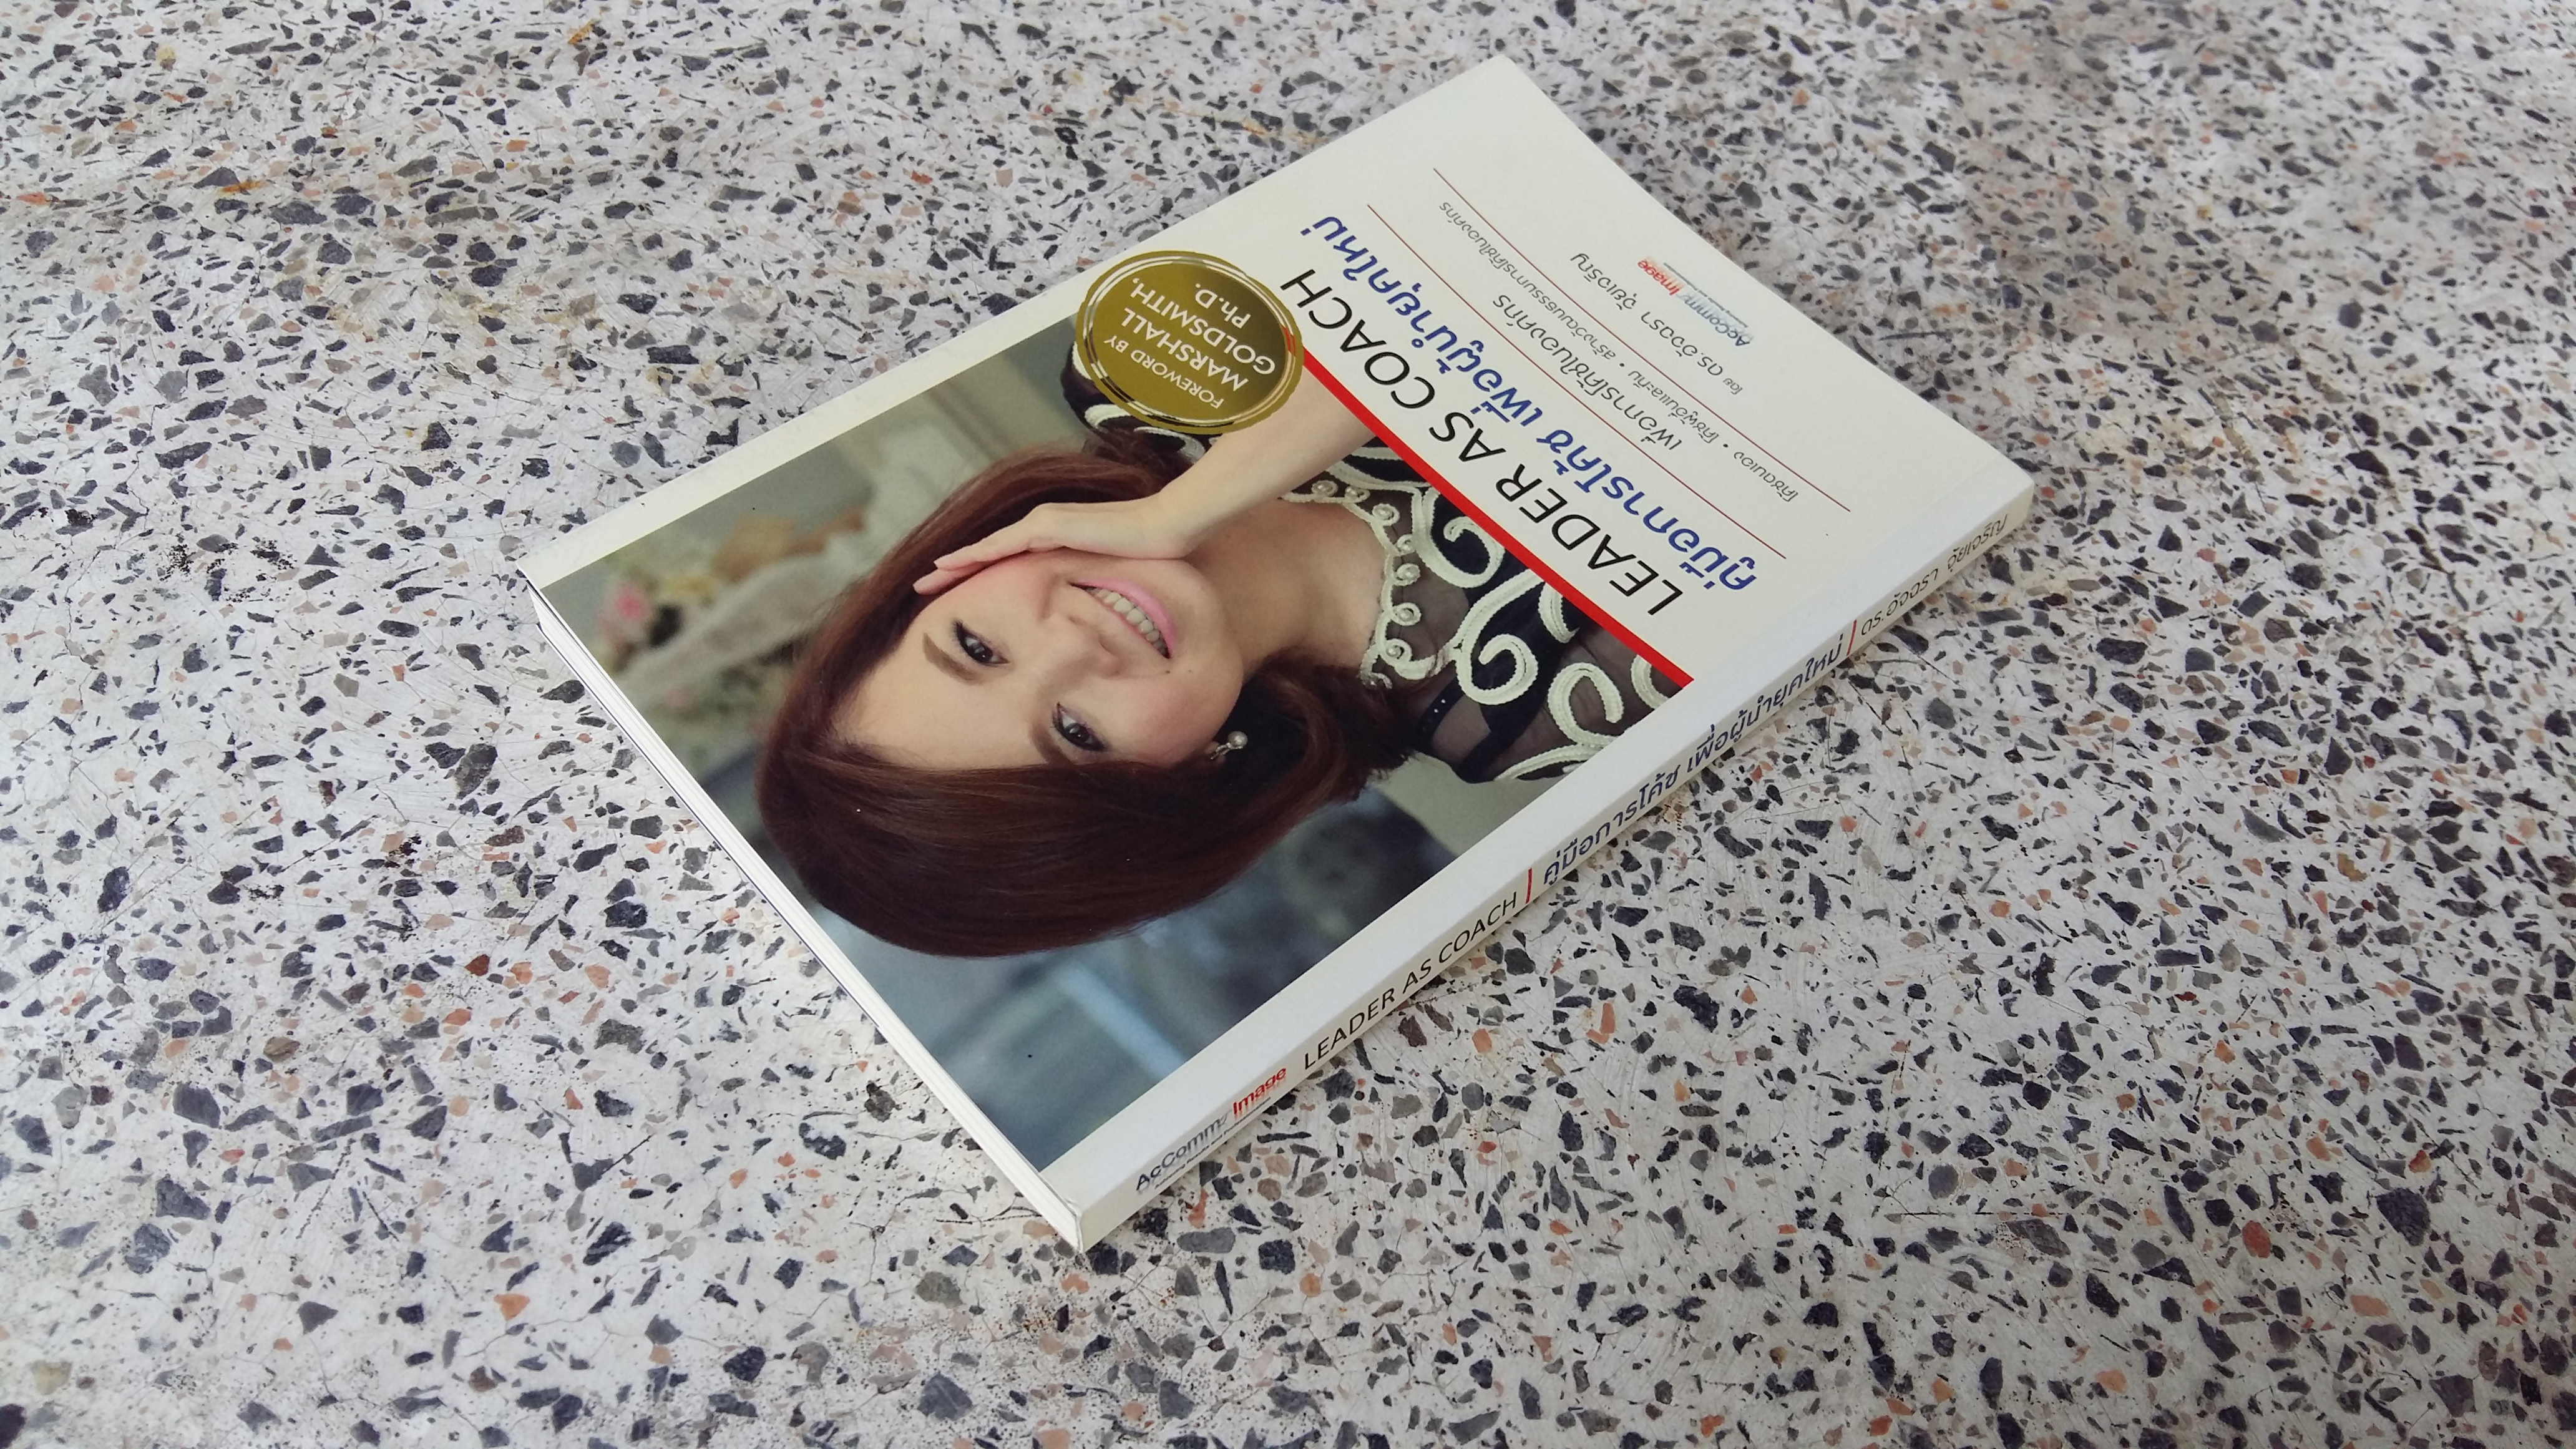 FOREWORD BY
MARSHALL
GOLDSMITH,
Ph.D.
LEADER AS COACH
คู่มือการโค้ช เพื่อผู้นำยุคใหม่
เพื่อการโค้ชในองค์กร
โค้ชตนเอง • โค้ชผู้อื่นและทีม • สร้างวัฒนธรรมการโค้ชในองค์กร
โดย ดร.อัจฉรา จุ้ยเจริญ
AcComm/ Image
AcComm/ Image LEADER AS COACH | คู่มือการโค้ช เพื่อผู้นำยุคใหม่ | ดร.อัจฉรา จุ้ยเจริญ